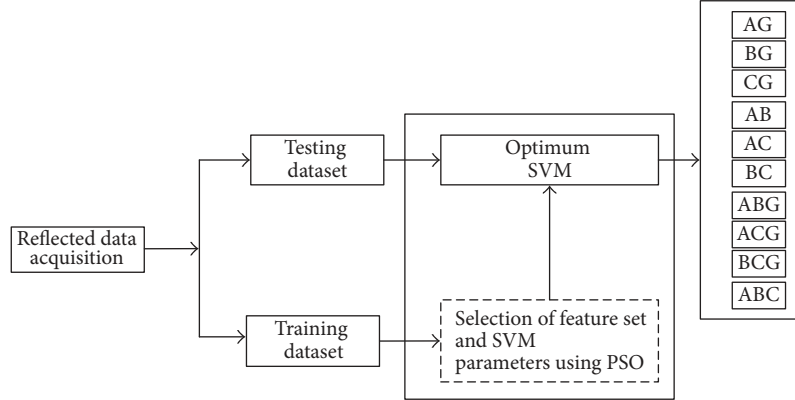 Reflected data
acquisition
Testing
dataset
Training
dataset
Optimum
SVM
Selection of feature set
and SVM
parameters using PSO
AG
BG
CG
AB
AC
BC
ABG
ACG
BCG
ABC